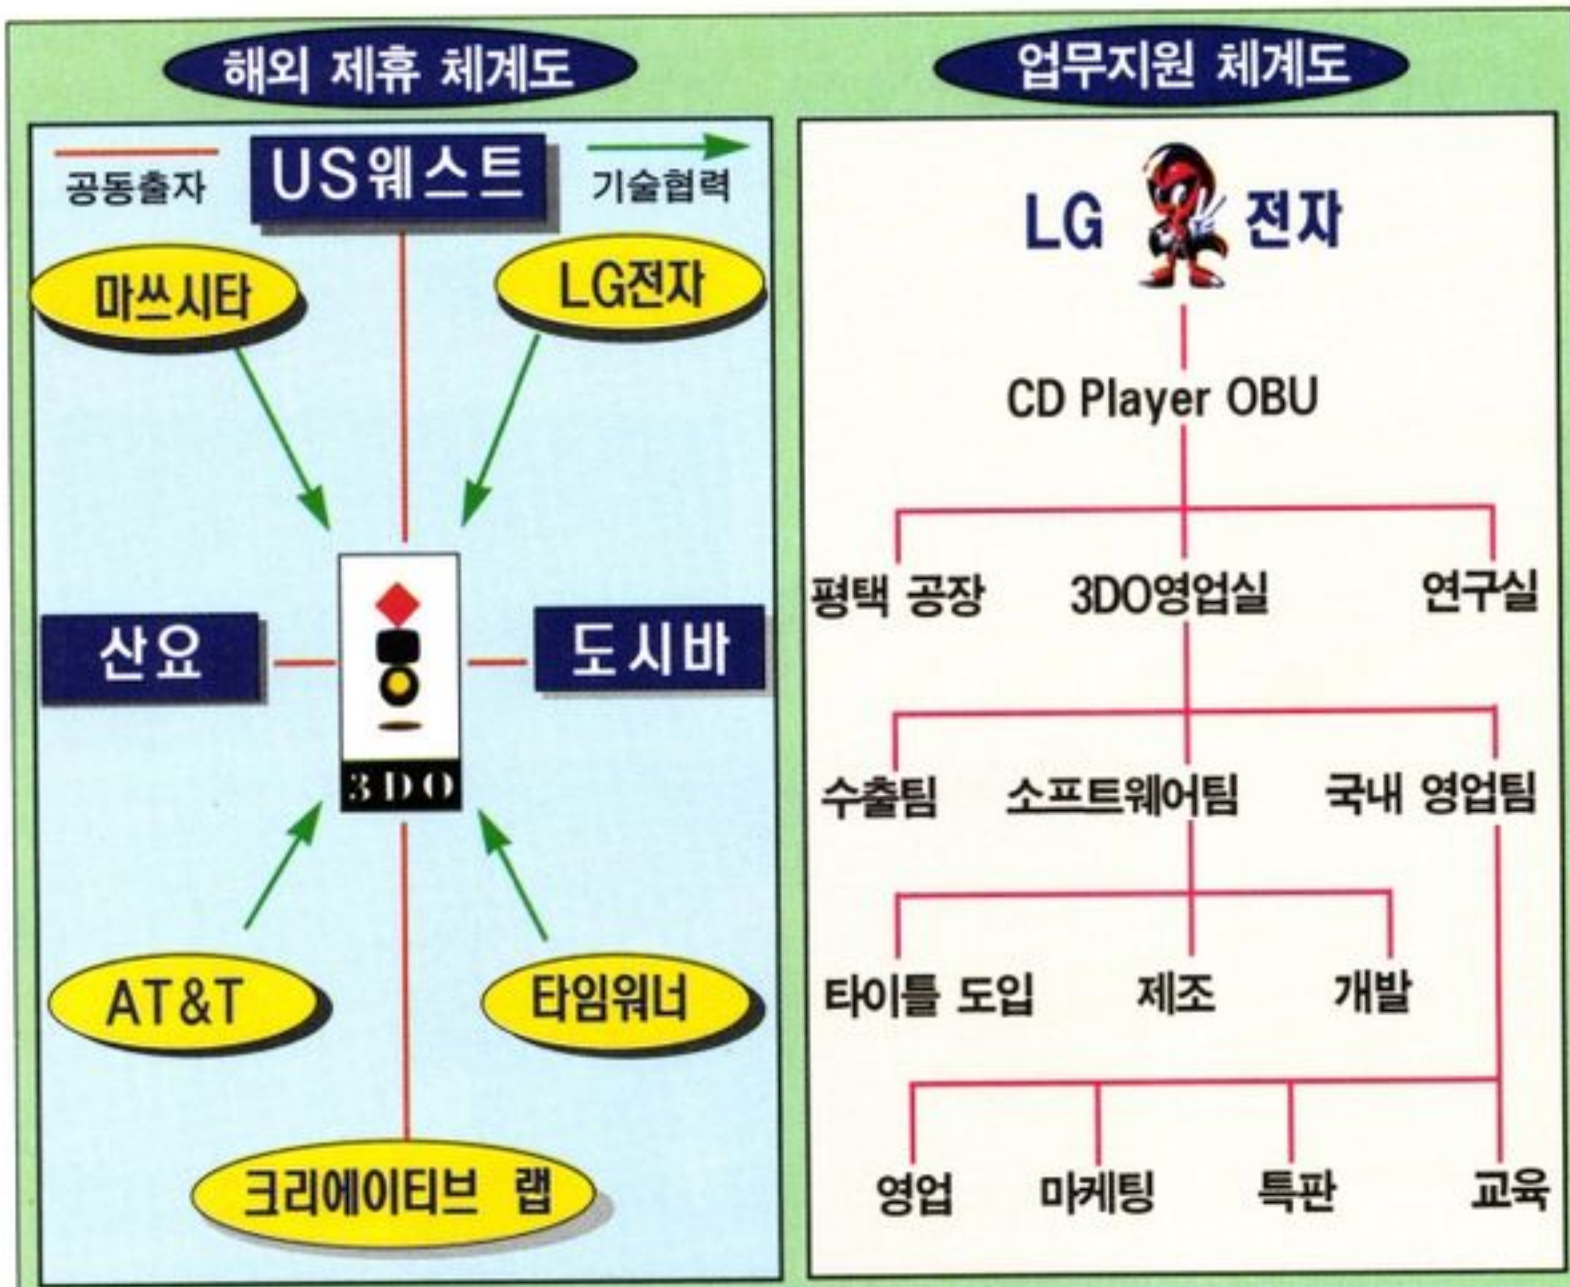 해외 제휴 체계도
공동출자
US웨스트
기술협력
마쓰시타
LG전자
산요
3DO
도시바
AT&T
타임워너
크리에이티브 랩
업무지원 체계도
LG 전자
CD Player OBU
평택 공장
3DO영업실
연구실
수출팀
소프트웨어팀
국내 영업팀
타이틀 도입
제조
개발
영업
마케팅
특판
교육